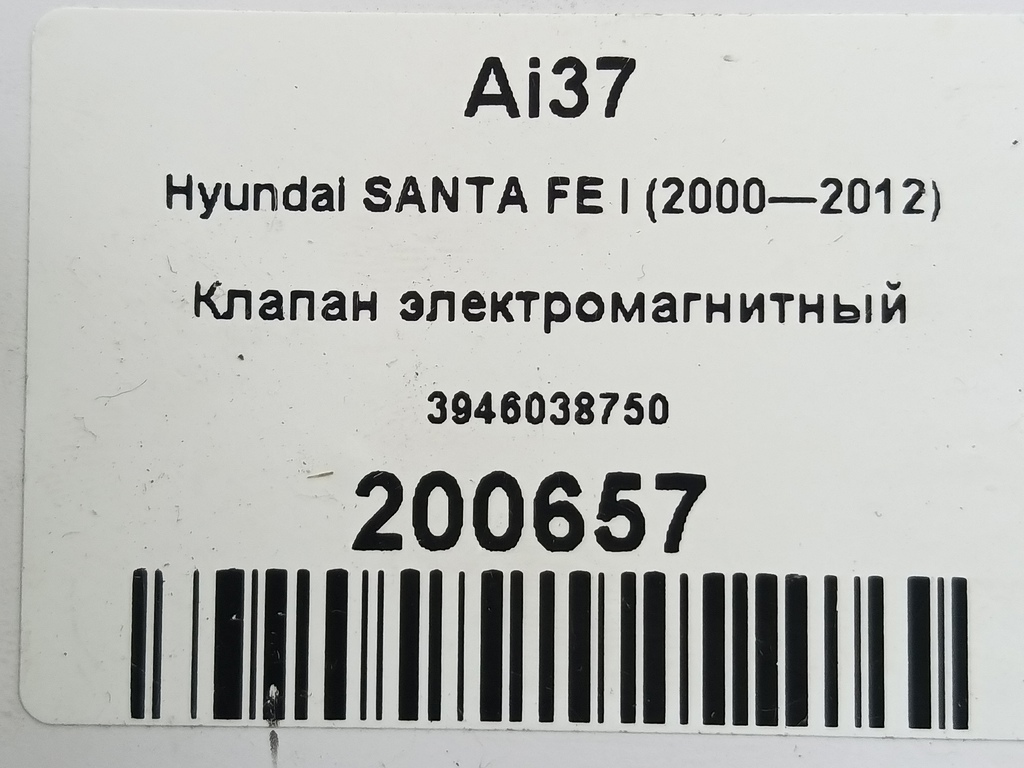 Ai37
Hyundai SANTA FE I (2000—2012)
Клапан электромагнитный
3946038750
200657